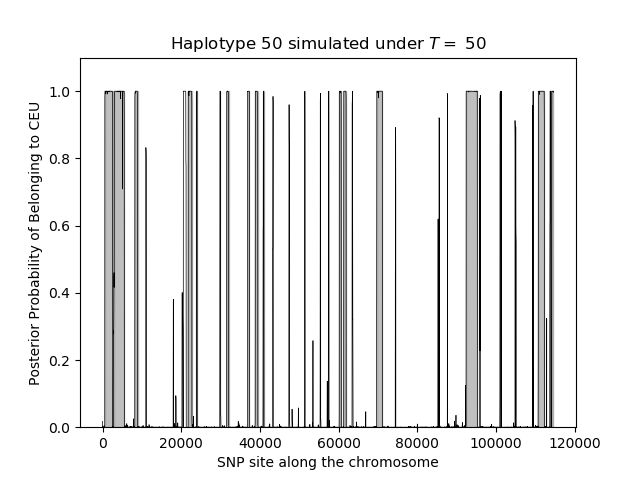 Haplotype 50 simulated under T = 50
Posterior Probability of Belonging to CEU
1.0
0.8
0.6
0.4
0.2
0.0
0 20000 40000 60000 80000 100000 120000
SNP site along the chromosome